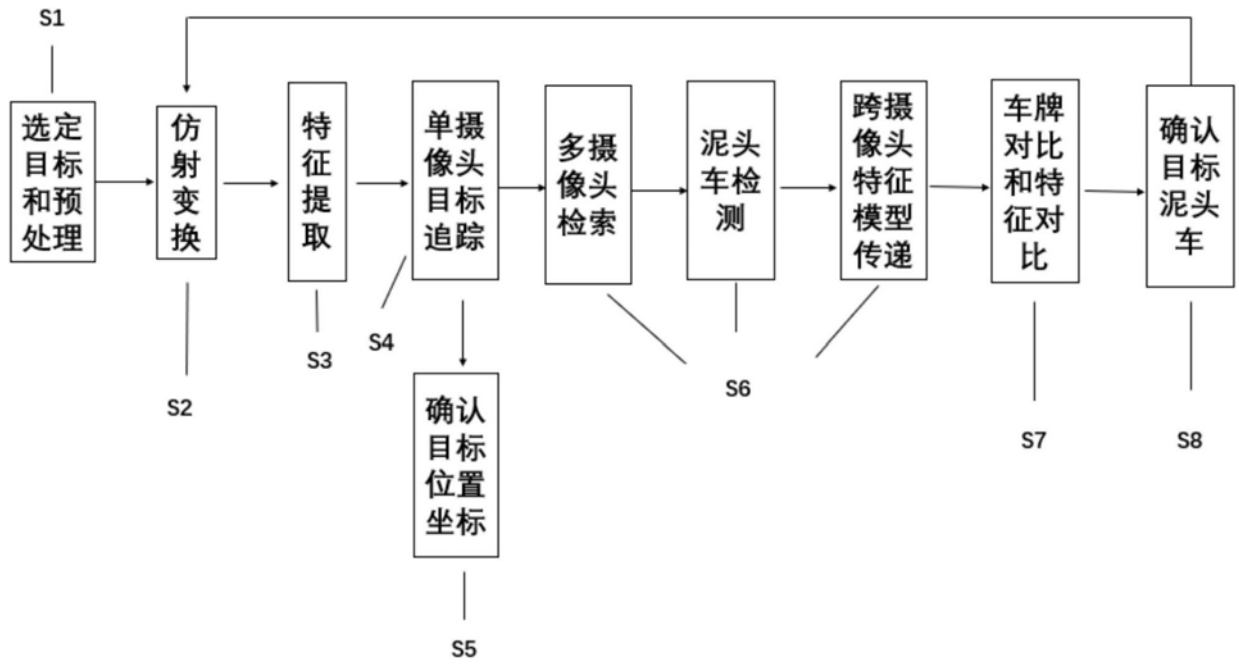 S1
选定
目标
和预
处理
仿
射
变
换
特
征
提
取
单摄
像头
目标
追踪
多摄
像头
检索
泥头
车检
测
跨摄
像头
特征
模型
传递
车牌
对比
和特
征对
比
确认
目标
泥头
车
S2
S3
S4
确认
目标
位置
坐标
S5
S6
S7
S8